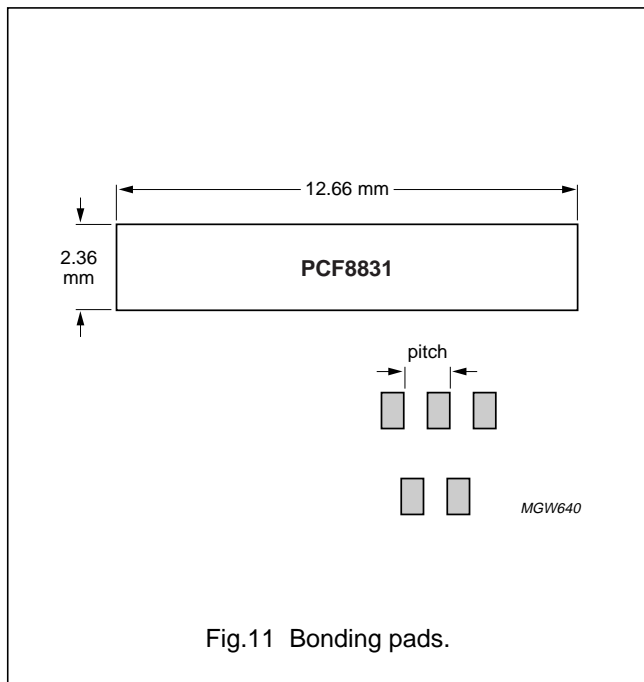 12.66 mm
2.36
mm
PCF8831
pitch
MGW640
Fig.11 Bonding pads.